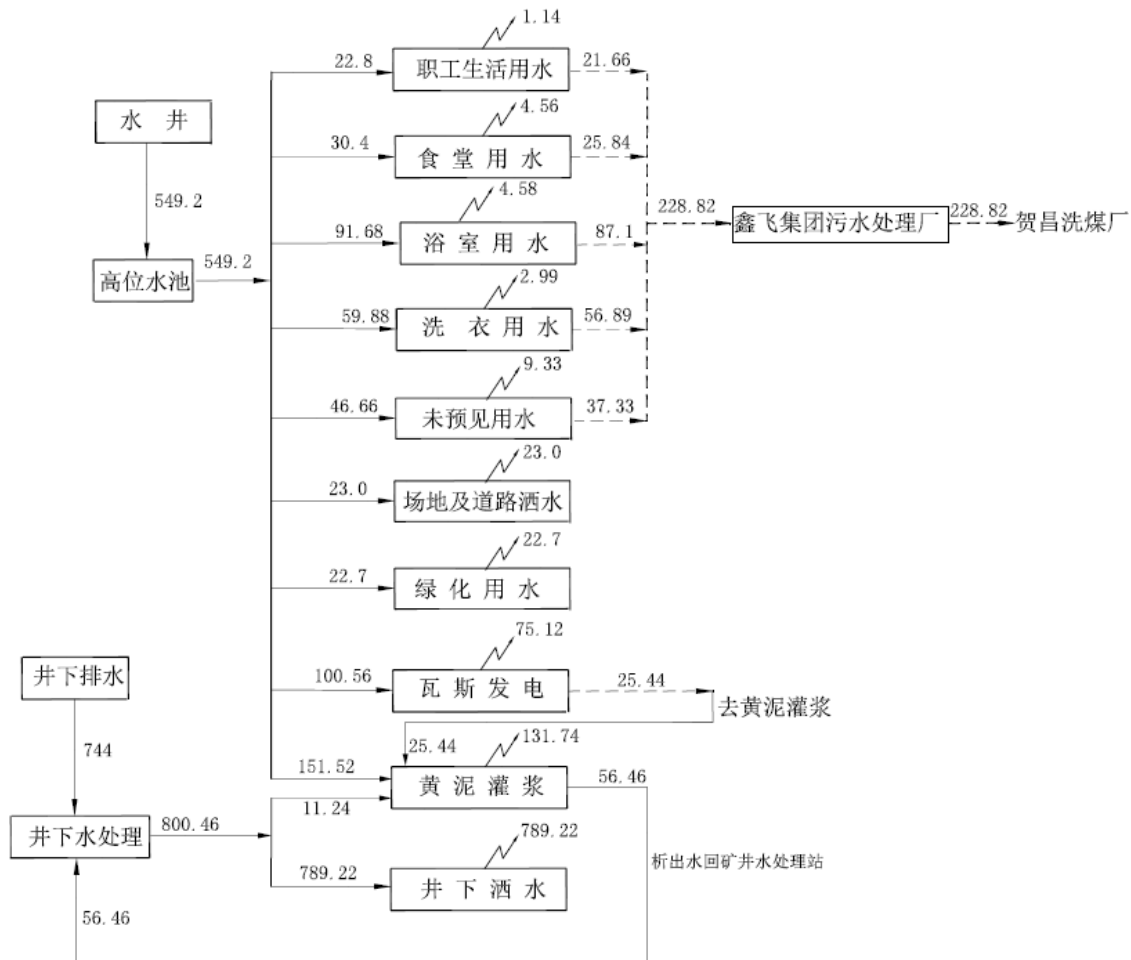 1.14
22.8
职工生活用水
21.66
水 井
4.56
30.4
食堂用水
25.84
549.2
4.58
91.68
浴室用水
87.1
228.82
鑫飞集团污水处理厂
228.82
贺昌洗煤厂
高位水池
549.2
2.99
59.88
洗衣用水
56.89
9.33
46.66
未预见用水
37.33
23.0
23.0
场地及道路洒水
22.7
22.7
绿化用水
75.12
井下排水
100.56
瓦斯发电
25.44
去黄泥灌浆
744
25.44
131.74
151.52
黄泥灌浆
56.46
11.24
井下水处理
800.46
789.22
789.22
井下洒水
析出水回矿井水处理站
56.46